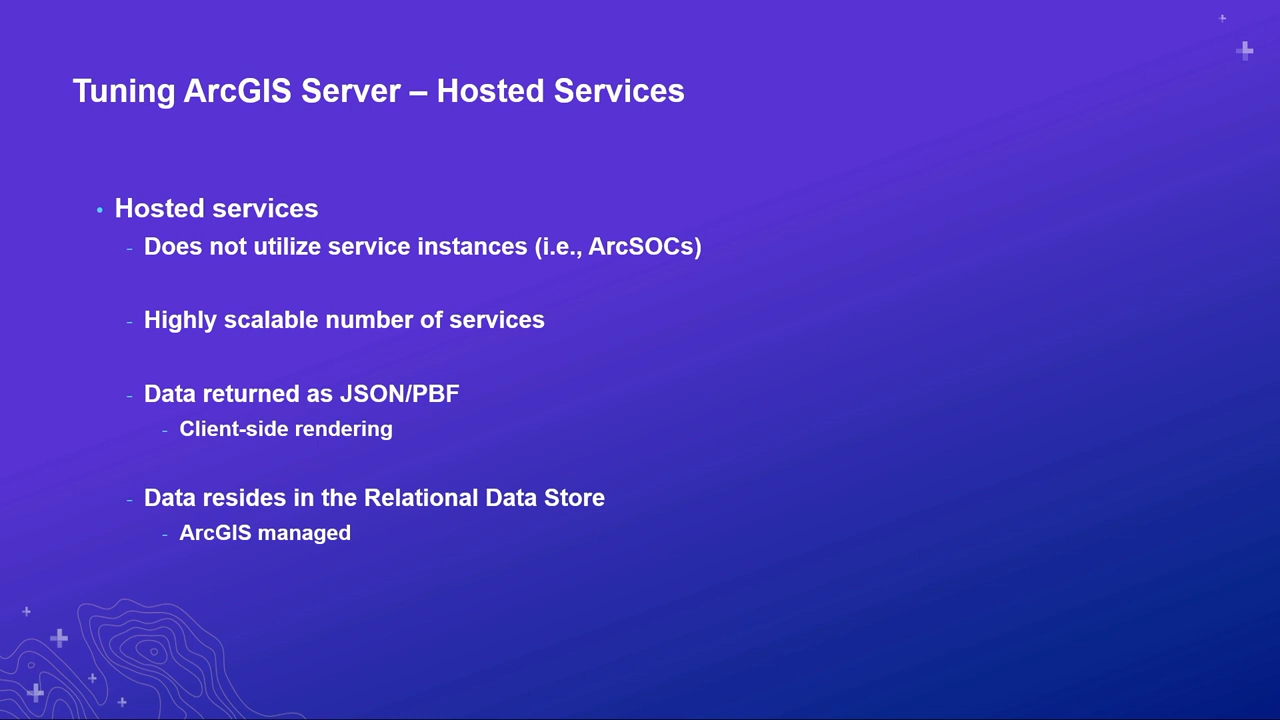 Tuning ArcGIS Server – Hosted Services
• Hosted services
- Does not utilize service instances (i.e., ArcSOCs)
- Highly scalable number of services
- Data returned as JSON/PBF
- Client-side rendering
- Data resides in the Relational Data Store
- ArcGIS managed